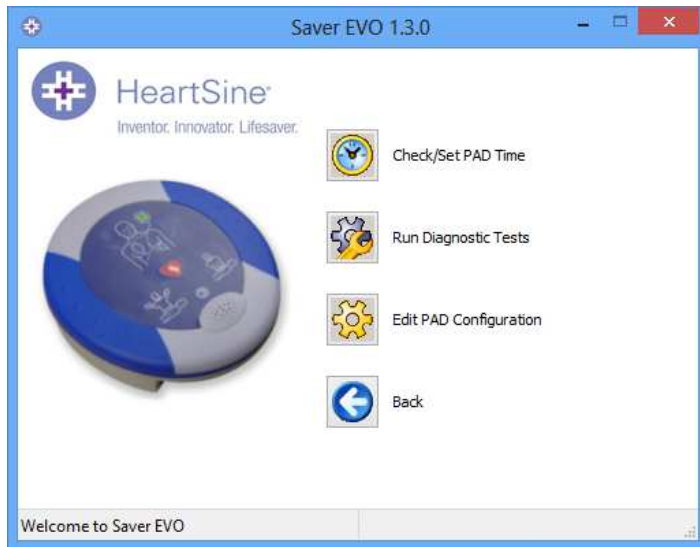 Saver EVO 1.3.0
HeartSine
Inventor. Innovator. Lifesaver.
Check/Set PAD Time
Run Diagnostic Tests
Edit PAD Configuration
Back
Welcome to Saver EVO